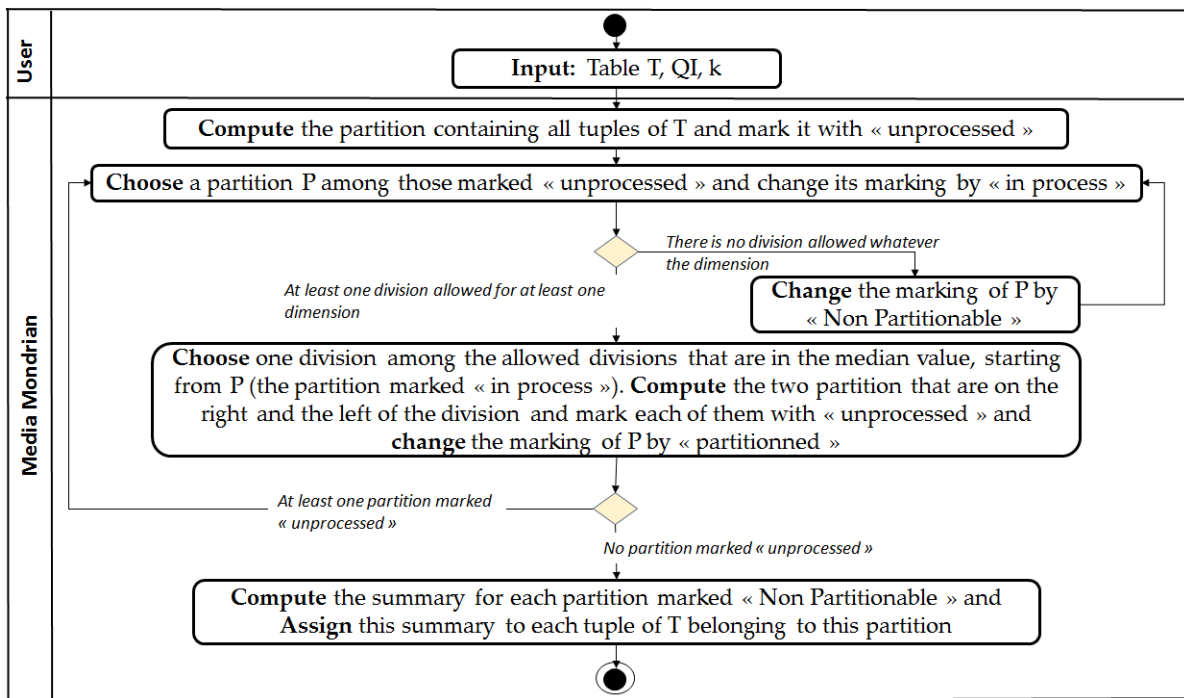 User
Input: Table T, QI, k
Media Mondrian
Compute the partition containing all tuples of T and mark it with « unprocessed »
Choose a partition P among those marked « unprocessed » and change its marking by « in process »
There is no division allowed whatever
the dimension
At least one division allowed for at least one
dimension
Change the marking of P by
« Non Partitionable »
Choose one division among the allowed divisions that are in the median value, starting
from P (the partition marked « in process »). Compute the two partition that are on the
right and the left of the division and mark each of them with « unprocessed » and
change the marking of P by « partitionned »
At least one partition marked
« unprocessed »
No partition marked « unprocessed »
Compute the summary for each partition marked « Non Partitionable » and
Assign this summary to each tuple of T belonging to this partition